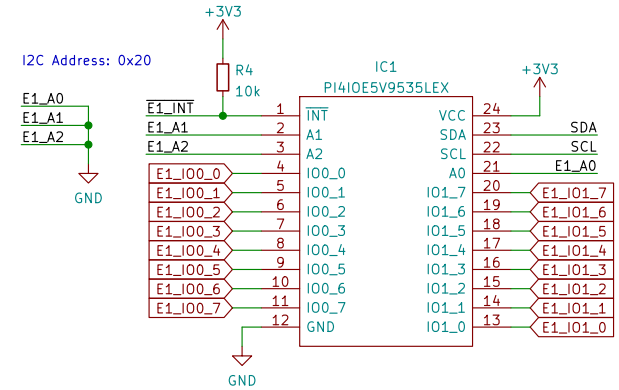 +3V3
I2C Address: 0x20
R4
10k
IC1
PI4IOE5V9535LEX
+3V3
E1_A0
E1_A1
E1_A2
GND
E1_INT 1 INT VCC 24
E1_A1 2 A1 SDA 23 SDA
E1_A2 3 A2 SCL 22 SCL
E1_IO0_0 4 IO0_0 A0 21 E1_A0
E1_IO0_1 5 IO0_1 IO1_7 20 E1_IO1_7
E1_IO0_2 6 IO0_2 IO1_6 19 E1_IO1_6
E1_IO0_3 7 IO0_3 IO1_5 18 E1_IO1_5
E1_IO0_4 8 IO0_4 IO1_4 17 E1_IO1_4
E1_IO0_5 9 IO0_5 IO1_3 16 E1_IO1_3
E1_IO0_6 10 IO0_6 IO1_2 15 E1_IO1_2
E1_IO0_7 11 IO0_7 IO1_1 14 E1_IO1_1
12 GND IO1_0 13 E1_IO1_0
GND